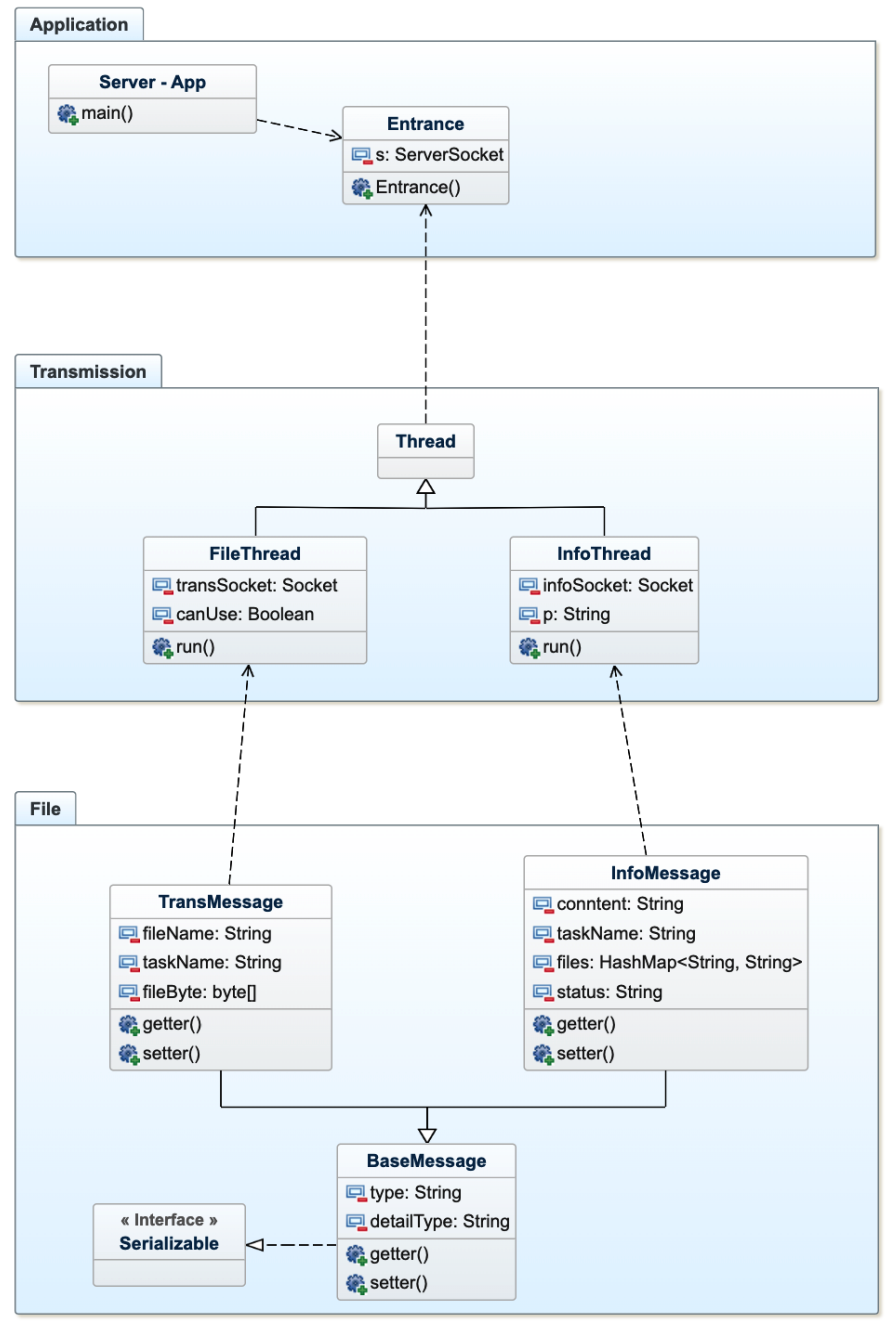 Application
Server - App
main()
Entrance
s: ServerSocket
Entrance()
Transmission
Thread
FileThread
transSocket: Socket
canUse: Boolean
run()
InfoThread
infoSocket: Socket
p: String
run()
File
TransMessage
fileName: String
taskName: String
fileByte: byte[]
getter()
setter()
InfoMessage
conntent: String
taskName: String
files: HashMap<String, String>
status: String
getter()
setter()
BaseMessage
type: String
detailType: String
getter()
setter()
« Interface »
Serializable